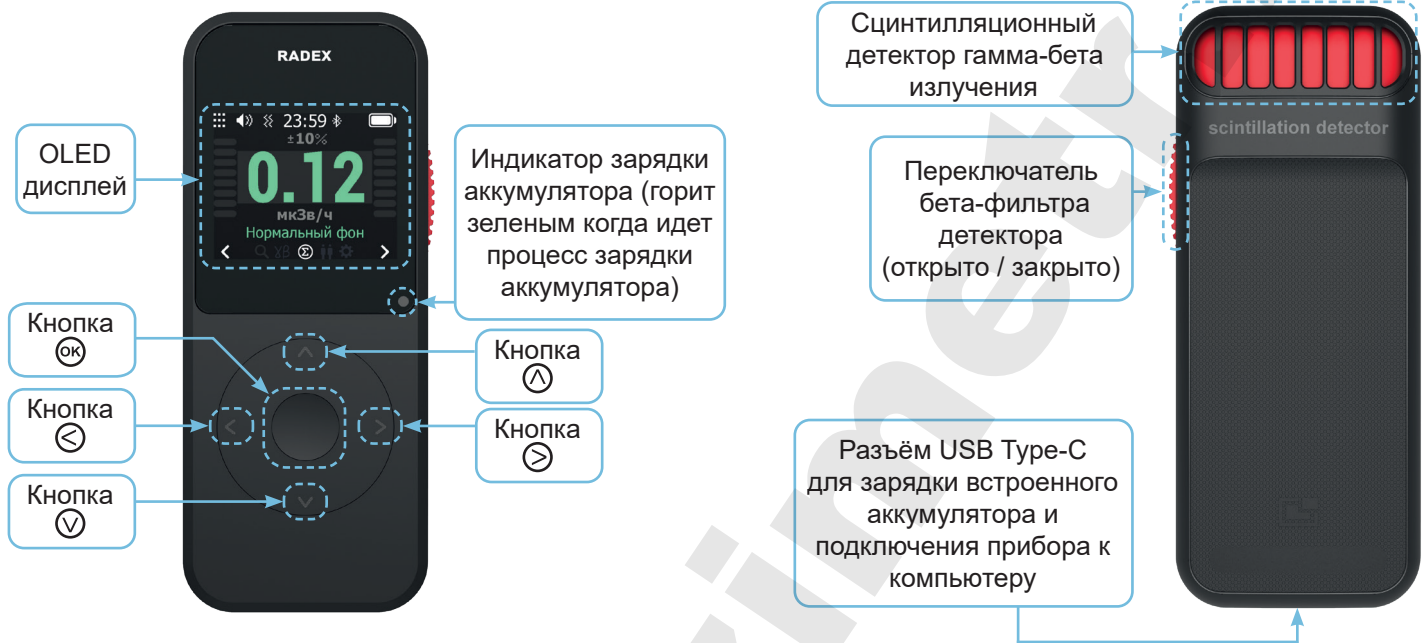 RADEX
23:59
±10%
0.12
мкЗв/ч
Нормальный фон
OLED
дисплей
Индикатор зарядки
аккумулятора (горит
зеленым когда идет
процесс зарядки
аккумулятора)
Кнопка
OK
Кнопка
<
Кнопка
V
Кнопка
Λ
Кнопка
>
Сцинтилляционный
детектор гамма-бета
излучения
scintillation detector
Переключатель
бета-фильтра
детектора
(открыто / закрыто)
Разъём USB Type-C
для зарядки встроенного
аккумулятора и
подключения прибора к
компьютеру